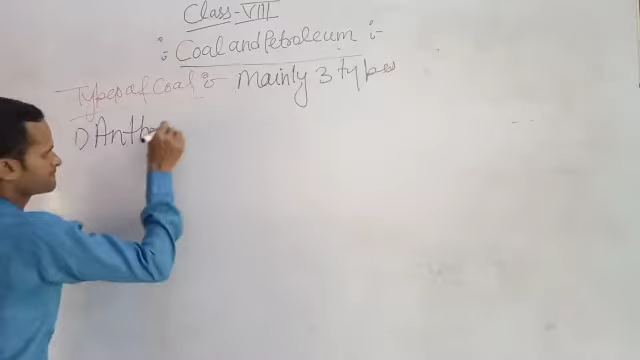 Class-VIII
:- Coal and Petroleum :-
Types of Coal :- Mainly 3 types
1) Anth